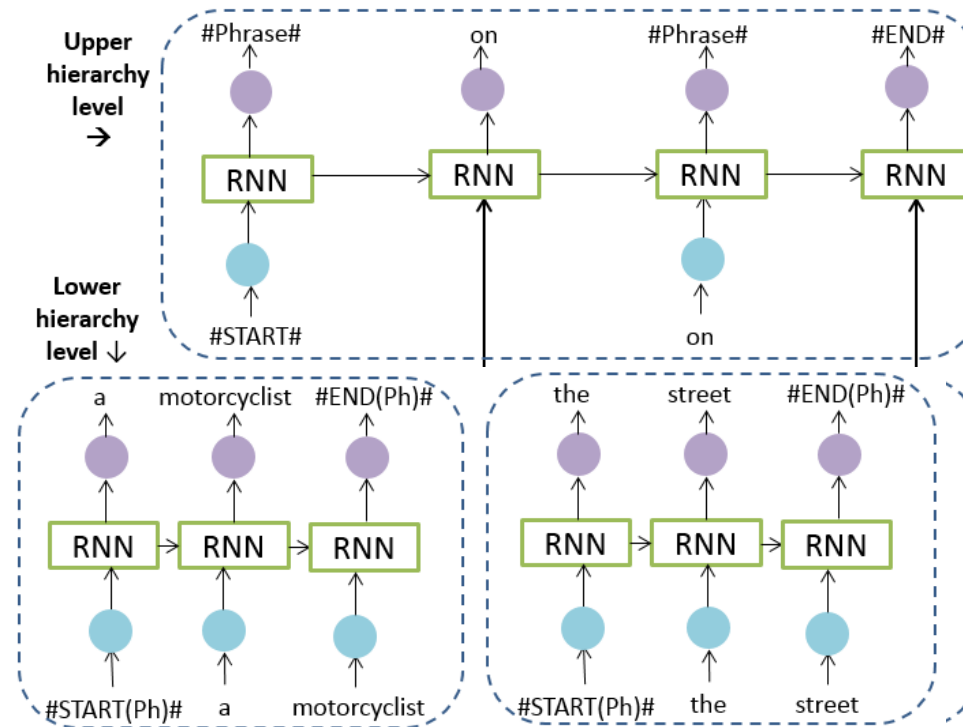 Upper
hierarchy
level
→
#Phrase# on #Phrase# #END#
RNN RNN RNN RNN
#START# on
Lower
hierarchy
level ↓
a motorcyclist #END(Ph)#
RNN RNN RNN
#START(Ph)# a motorcyclist
the street #END(Ph)#
RNN RNN RNN
#START(Ph)# the street